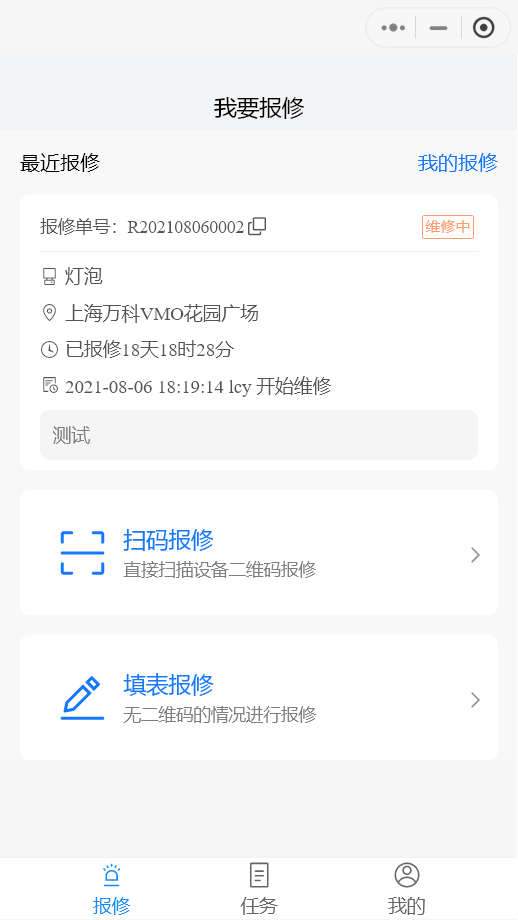 我要报修
最近报修
我的报修
报修单号：R202108060002
维修中
灯泡
上海万科VMO花园广场
已报修18天18时28分
2021-08-06 18:19:14 lcy 开始维修
测试
扫码报修
直接扫描设备二维码报修
填表报修
无二维码的情况进行报修
报修
任务
我的